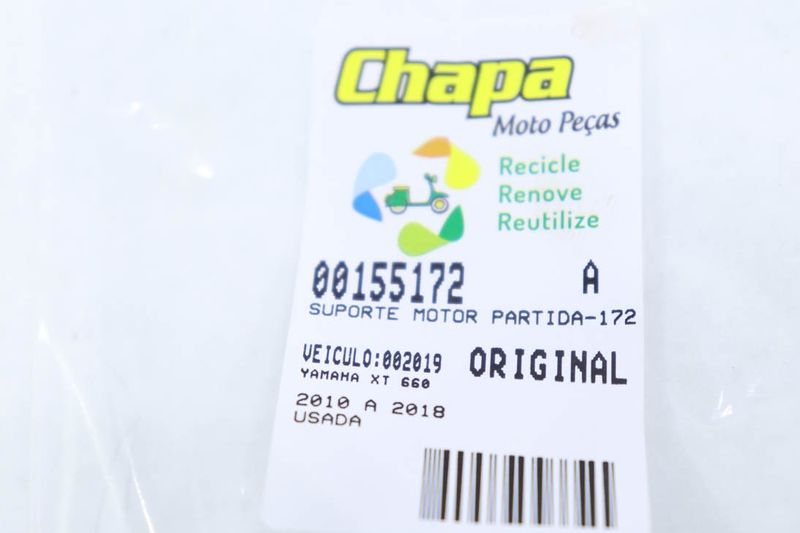 Chapa
Moto Peças
Recicle
Renove
Reutilize
00155172 A
SUPORTE MOTOR PARTIDA-172
VEICULO:002019 ORIGINAL
YAMAHA XT 660
2010 A 2018
USADA